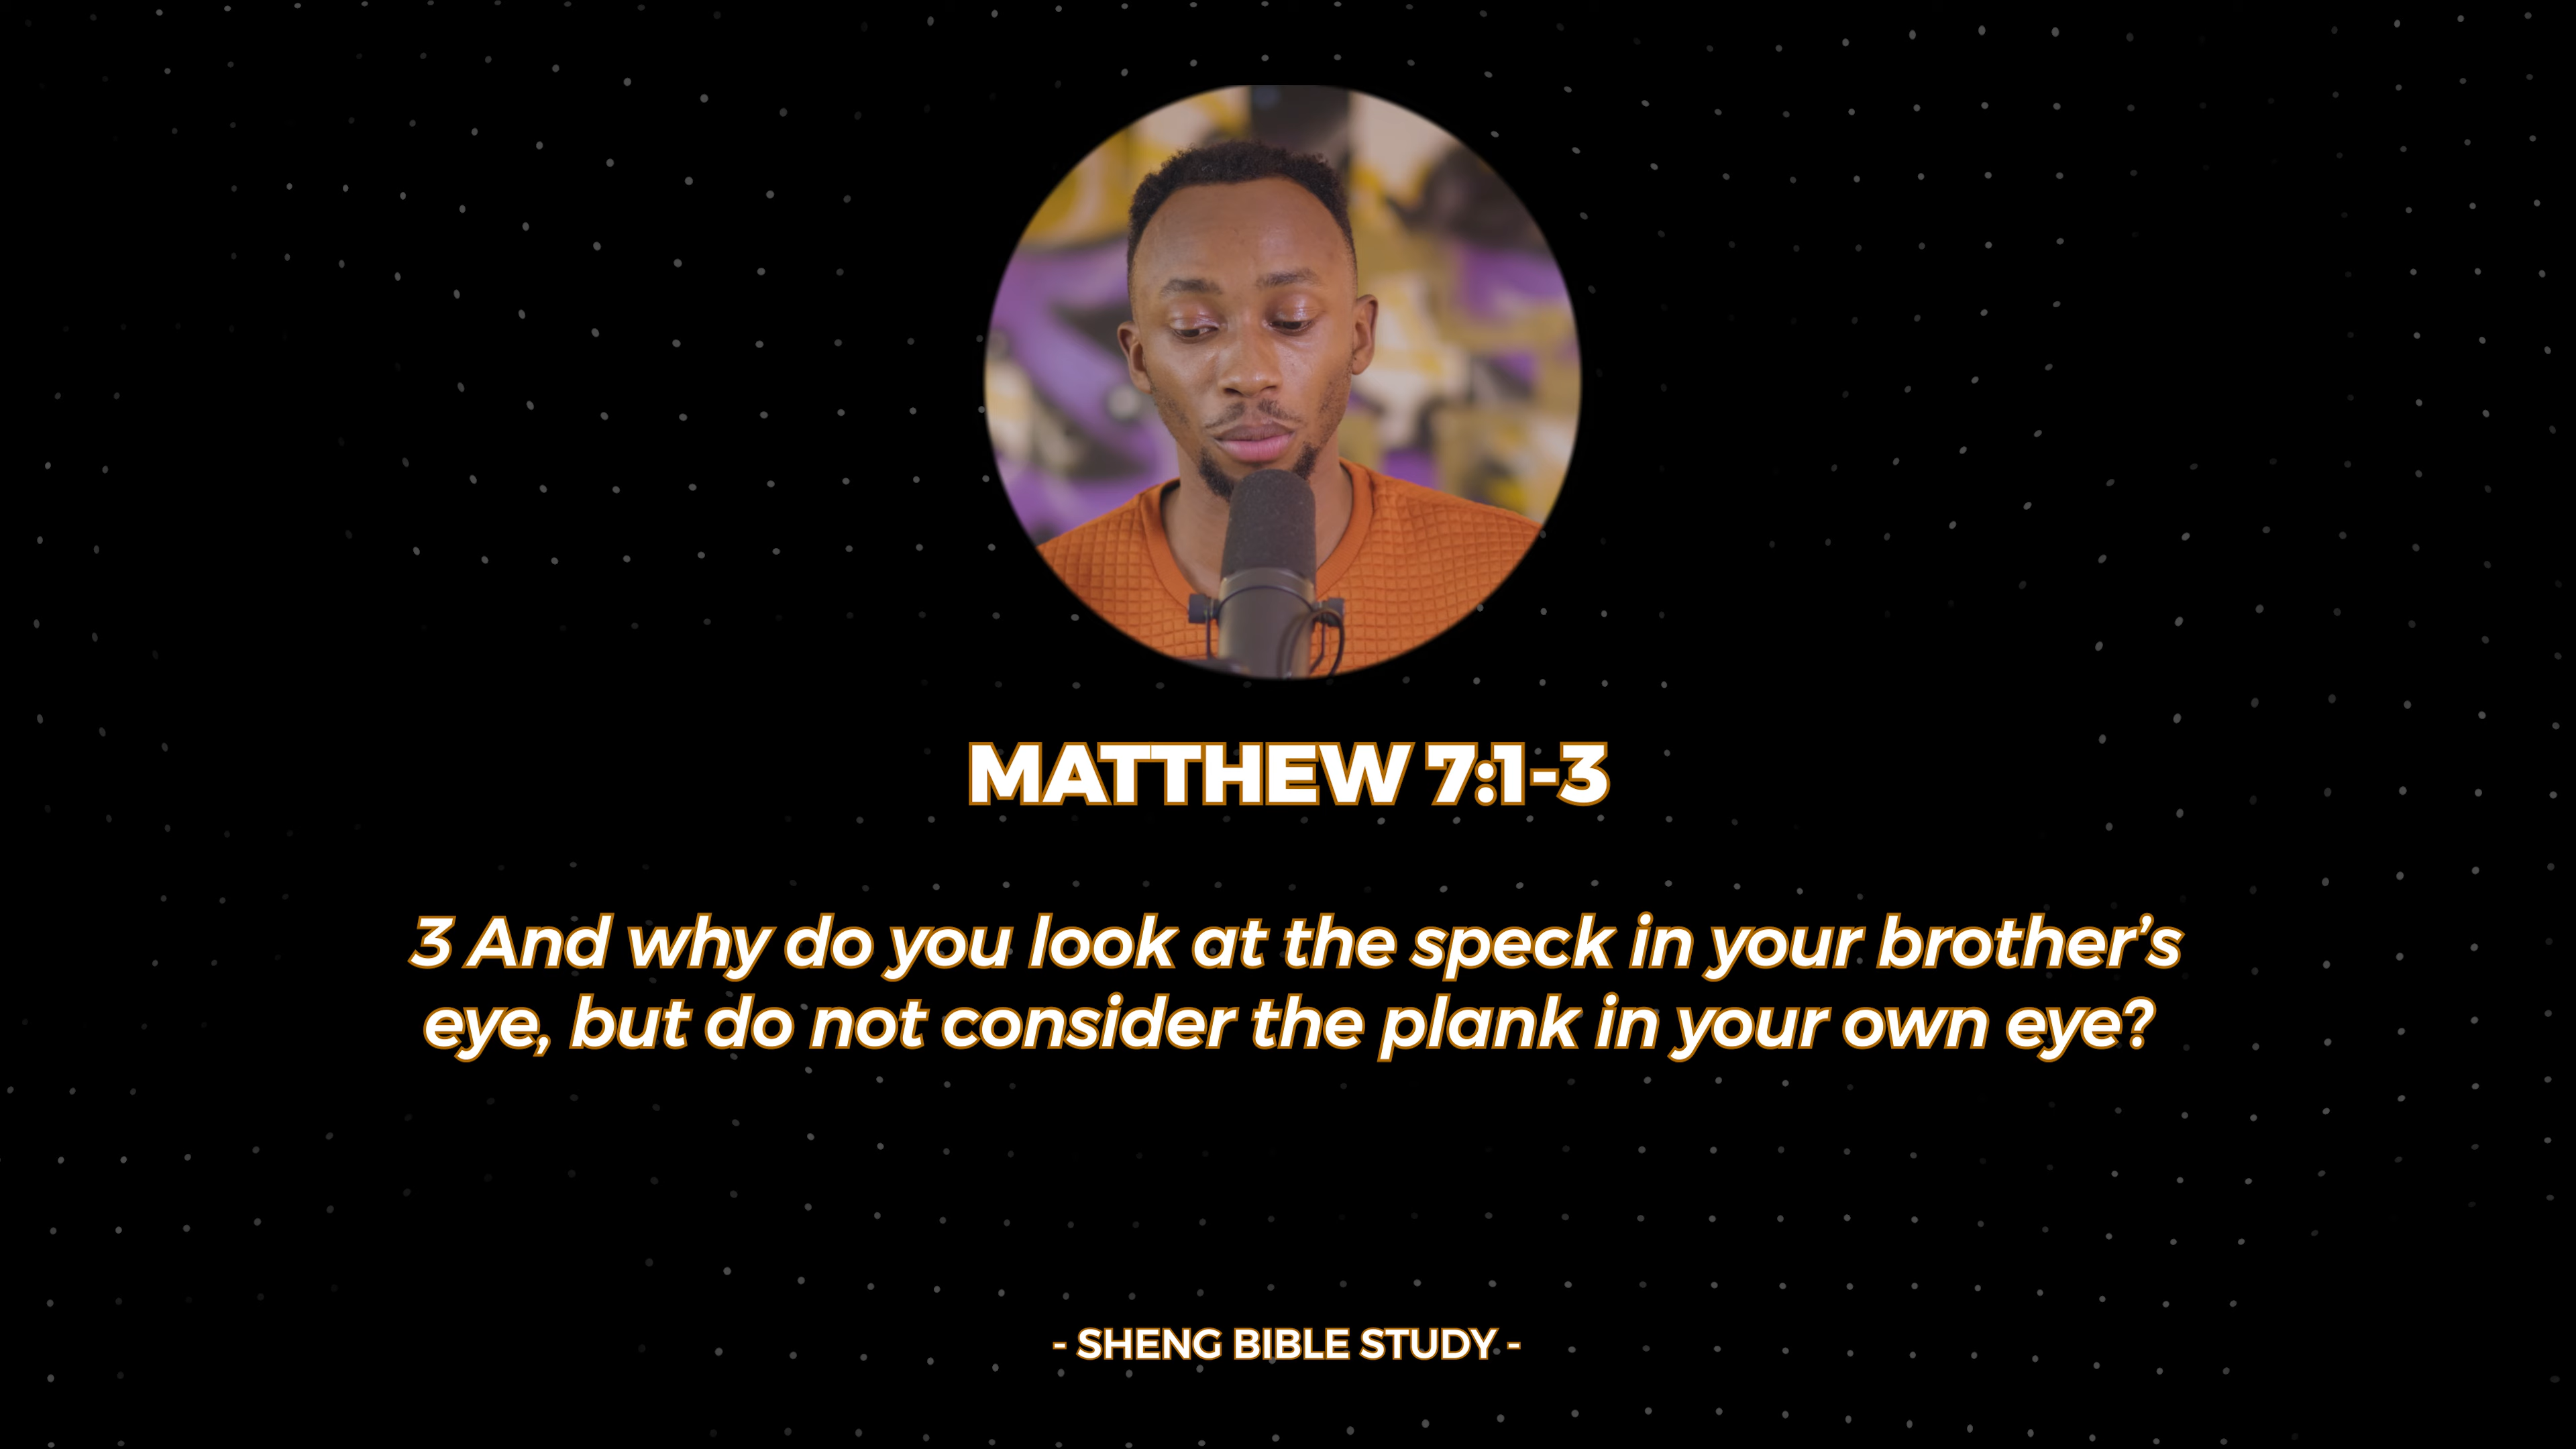 MATTHEW 7:1-3
3 And why do you look at the speck in your brother’s
eye, but do not consider the plank in your own eye?
- SHENG BIBLE STUDY -